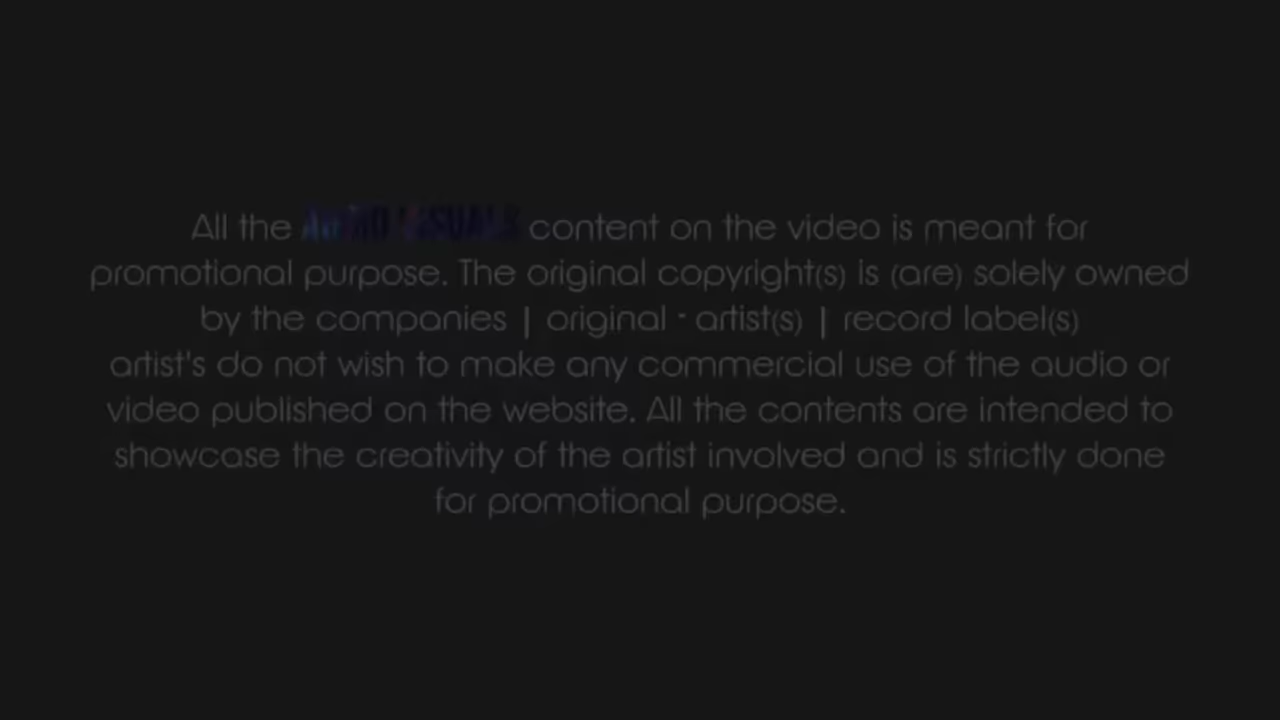 All the content on the video is meant for
promotional purpose. The original copyright(s) is (are) solely owned
by the companies | original - artist(s) | record label(s)
artist's do not wish to make any commercial use of the audio or
video published on the website. All the contents are intended to
showcase the creativity of the artist involved and is strictly done
for promotional purpose.